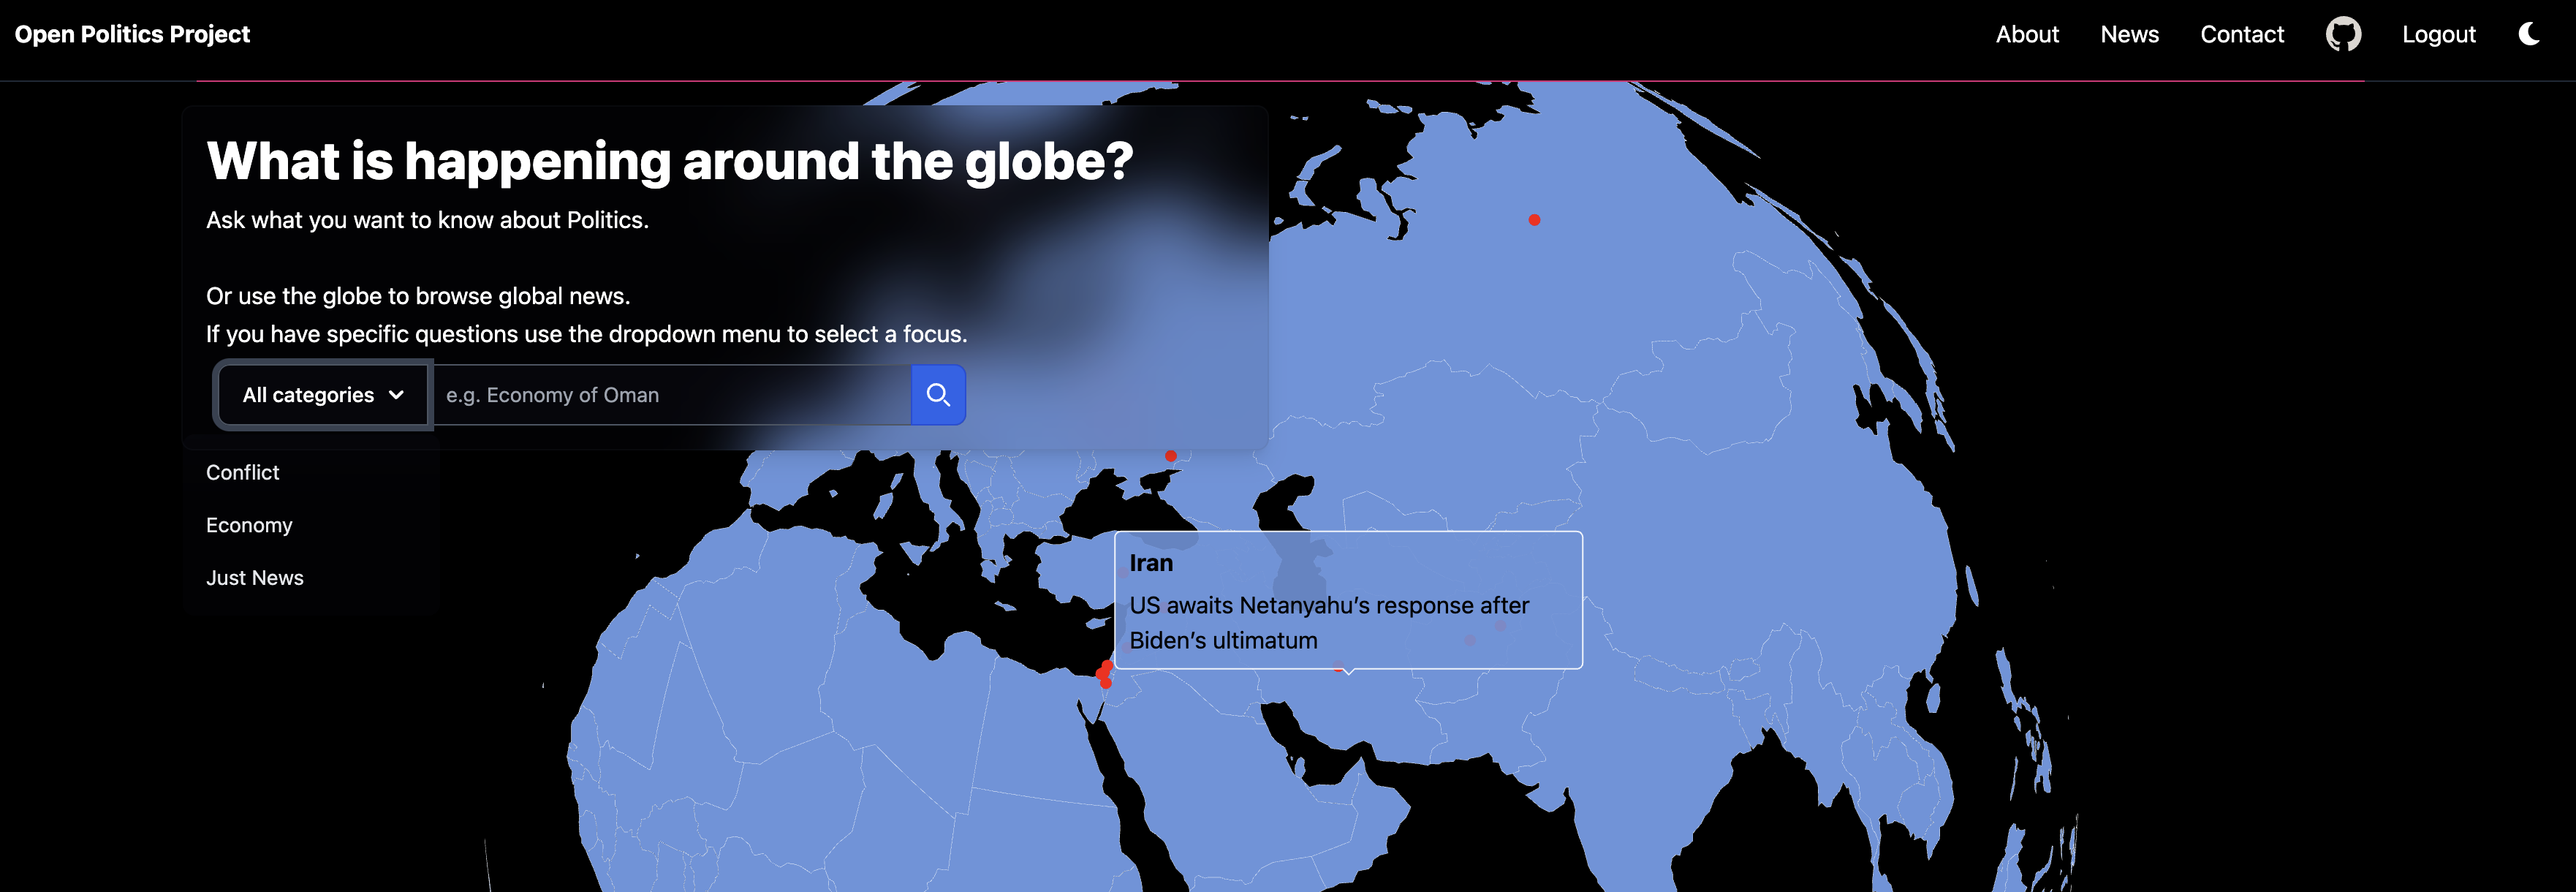 Open Politics Project
About
News
Contact
Logout
What is happening around the globe?
Ask what you want to know about Politics.
Or use the globe to browse global news.
If you have specific questions use the dropdown menu to select a focus.
All categories
e.g. Economy of Oman
Conflict
Economy
Just News
Iran
US awaits Netanyahu’s response after
Biden’s ultimatum